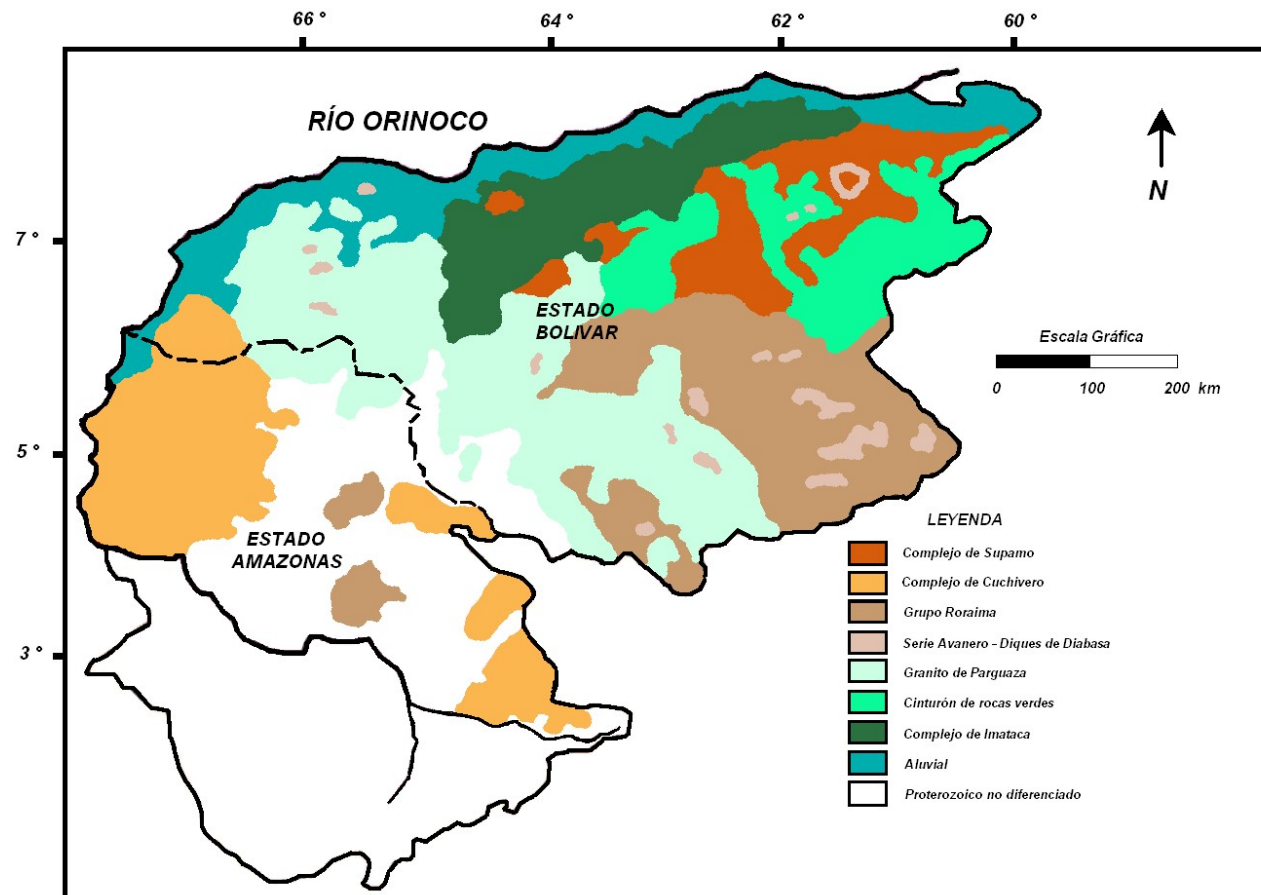 66 °
64 °
62 °
60 °
RÍO ORINOCO
N
7 °
ESTADO
BOLIVAR
Escala Gráfica
0 100 200 km
5 °
LEYENDA
ESTADO
AMAZONAS
Complejo de Supamo
Complejo de Cuchivero
Grupo Roraima
3 °
Serie Avanero - Diques de Diabasa
Granito de Parguaza
Cinturón de rocas verdes
Complejo de Imataca
Aluvial
Proterozoico no diferenciado